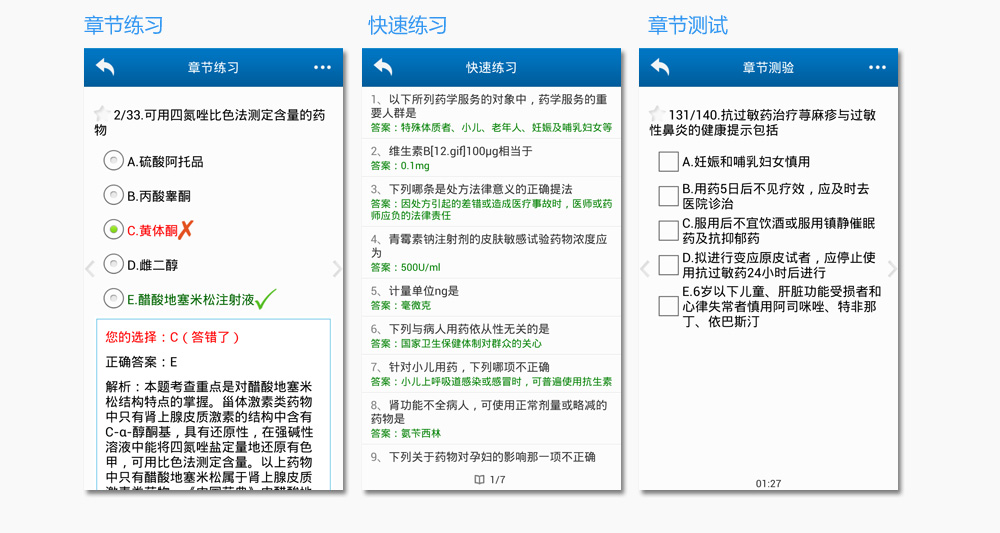 章节练习
章节练习
2/33.可用四氮唑比色法测定含量的药
物
A.硫酸阿托品
B.丙酸睾酮
C.黄体酮
D.雌二醇
E.醋酸地塞米松注射液
您的选择：C（答错了）
正确答案：E
解析：本题考查重点是对醋酸地塞米
松结构特点的掌握。甾体激素类药物
中只有肾上腺皮质激素的结构中含有
C-α-醇酮基，具有还原性，在强碱性
溶液中能将四氮唑盐定量地还原有色
甲，可用比色法测定含量。以上药物
中只有醋酸地塞米松属于肾上腺皮质
快速练习
快速练习
1、以下所列药学服务的对象中，药学服务的重
要人群是
答案：特殊体质者、小儿、老年人、妊娠及哺乳妇女等
2、维生素B[12.gif]100μg相当于
答案：0.1mg
3、下列哪条是处方法律意义的正确提法
答案：因处方引起的差错或造成医疗事故时，医师或药
师应负的法律责任
4、青霉素钠注射剂的皮肤敏感试验药物浓度应
为
答案：500U/ml
5、计量单位ng是
答案：毫微克
6、下列与病人用药依从性无关的是
答案：国家卫生保健体制对群众的关心
7、针对小儿用药，下列哪项不正确
答案：小儿上呼吸道感染或感冒时，可普遍使用抗生素
8、肾功能不全病人，可使用正常剂量或略减的
药物是
答案：氨苄西林
9、下列关于药物对孕妇的影响那一项不正确
1/7
章节测试
章节测验
131/140.抗过敏药治疗荨麻疹与过敏
性鼻炎的健康提示包括
A.妊娠和哺乳妇女慎用
B.用药5日后不见疗效，应及时去
医院诊治
C.服用后不宜饮酒或服用镇静催眠
药及抗抑郁药
D.拟进行变应原皮试者，应停止使
用抗过敏药24小时后进行
E.6岁以下儿童、肝脏功能受损者和
心律失常者慎用阿司咪唑、特非那
丁、依巴斯汀
01:27